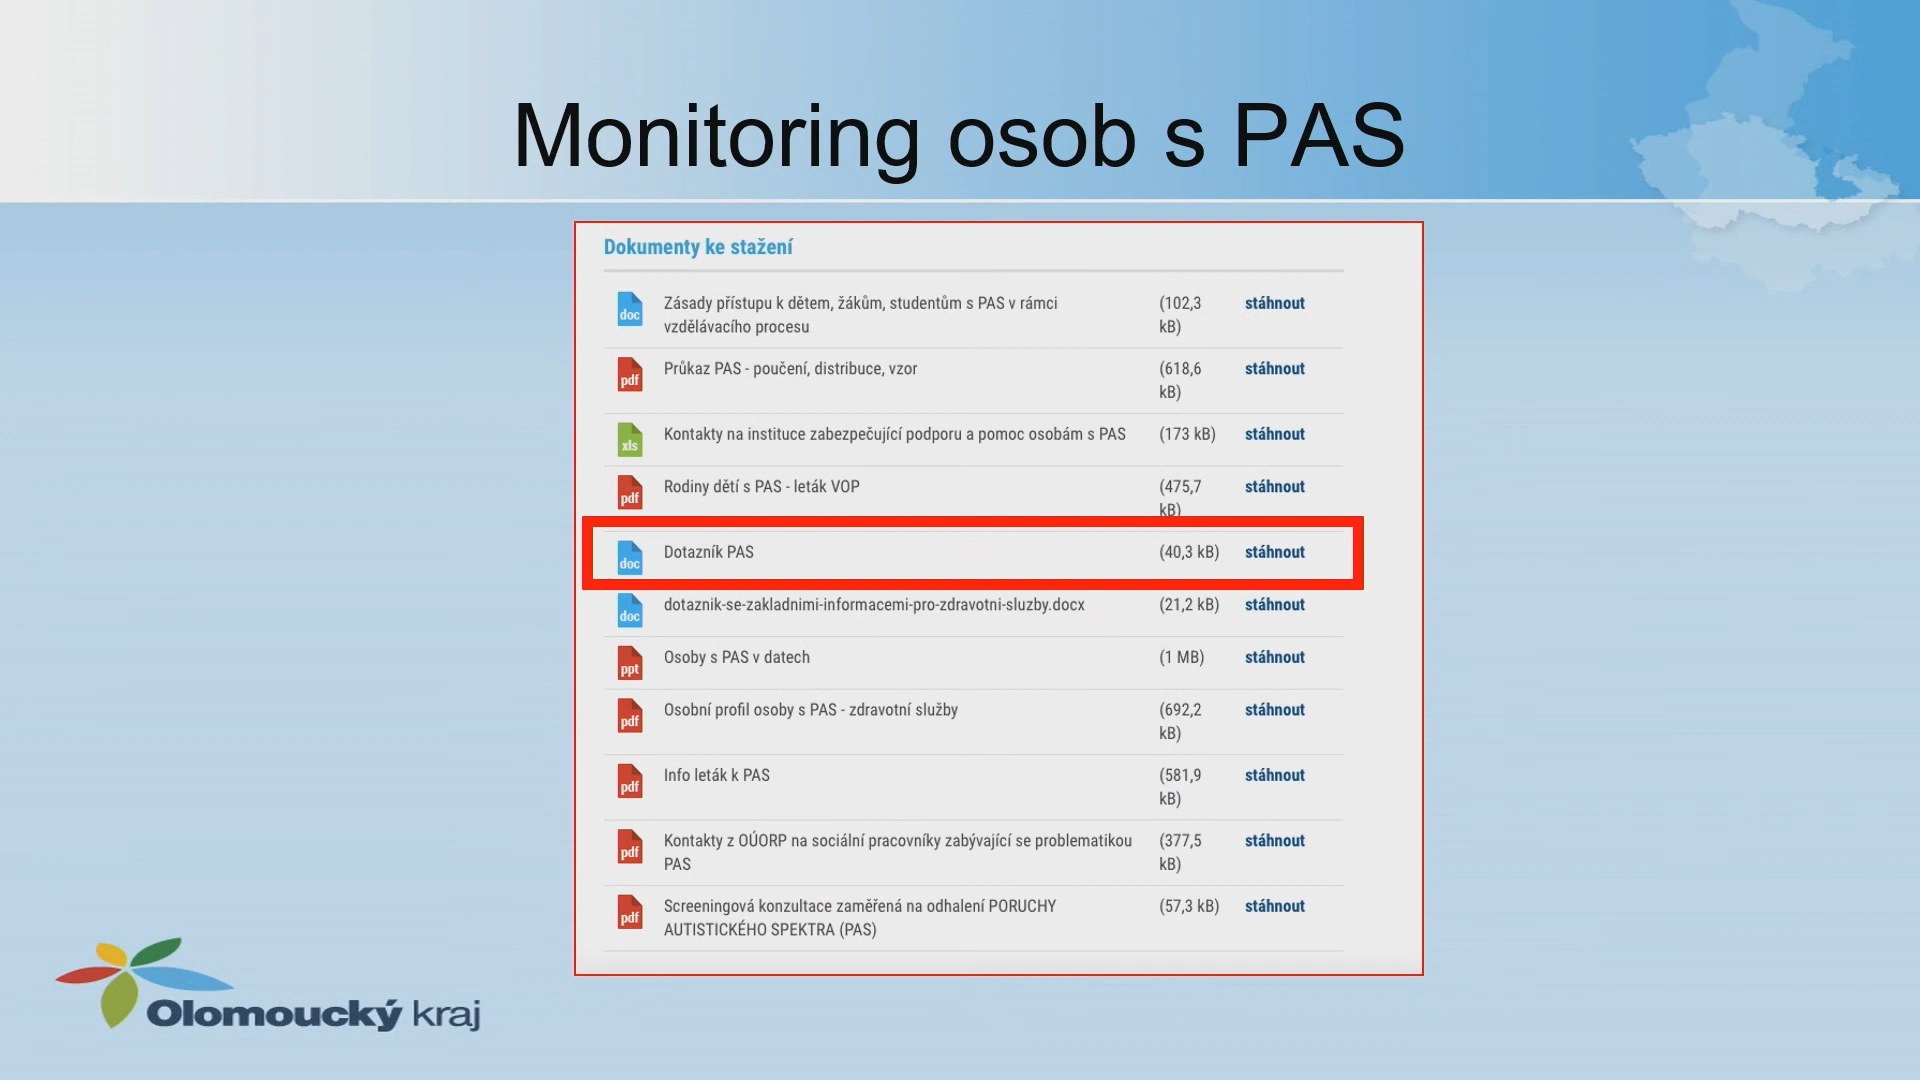 Monitoring osob s PAS
Dokumenty ke stažení
doc Zásady přístupu k dětem, žákům, studentům s PAS v rámci (102,3 stáhnout
vzdělávacího procesu kB)
pdf Průkaz PAS - poučení, distribuce, vzor (618,6 stáhnout
kB)
xls Kontakty na instituce zabezpečující podporu a pomoc osobám s PAS (173 kB) stáhnout
pdf Rodiny dětí s PAS - leták VOP (475,7 stáhnout
kB)
doc Dotazník PAS (40,3 kB) stáhnout
doc dotaznik-se-zakladnimi-informacemi-pro-zdravotni-sluzby.docx (21,2 kB) stáhnout
ppt Osoby s PAS v datech (1 MB) stáhnout
pdf Osobní profil osoby s PAS - zdravotní služby (692,2 stáhnout
kB)
pdf Info leták k PAS (581,9 stáhnout
kB)
pdf Kontakty z OÚORP na sociální pracovníky zabývající se problematikou (377,5 stáhnout
PAS kB)
pdf Screeningová konzultace zaměřená na odhalení PORUCHY (57,3 kB) stáhnout
AUTISTICKÉHO SPEKTRA (PAS)
Olomoucký kraj